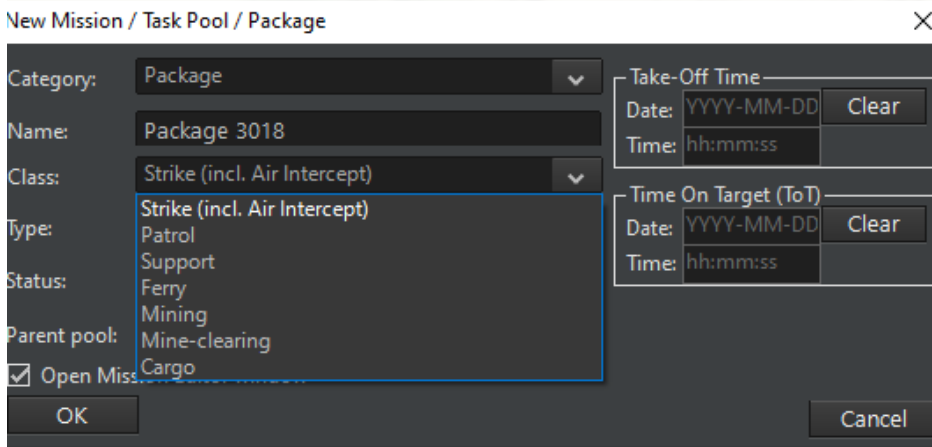 New Mission / Task Pool / Package
Category: Package
Name: Package 3018
Class: Strike (incl. Air Intercept)
Strike (incl. Air Intercept)
Patrol
Support
Ferry
Mining
Mine-clearing
Cargo
Type:
Status:
Parent pool:
Open Mis
OK
Take-Off Time
Date: YYYY-MM-DD Clear
Time: hh:mm:ss
Time On Target (ToT)
Date: YYYY-MM-DD Clear
Time: hh:mm:ss
Cancel